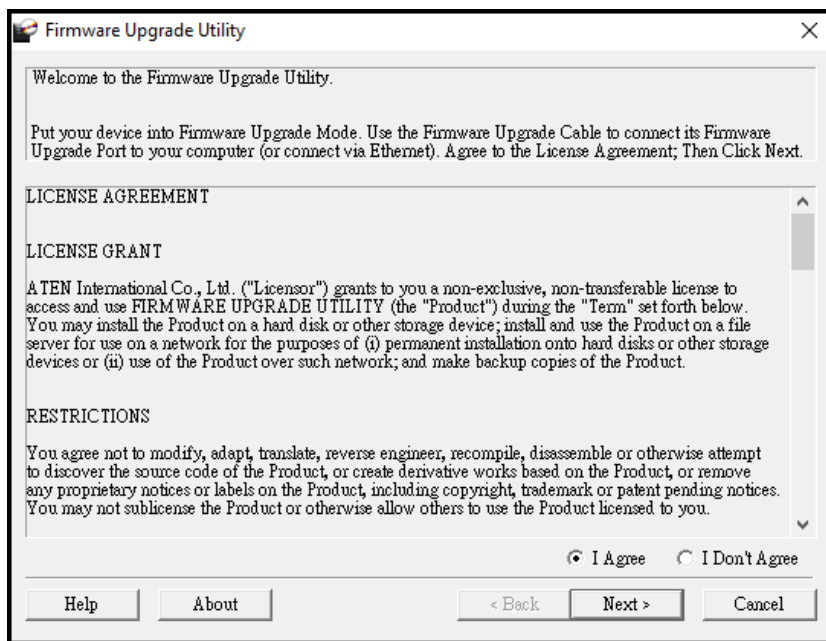 Firmware Upgrade Utility
Welcome to the Firmware Upgrade Utility.
Put your device into Firmware Upgrade Mode. Use the Firmware Upgrade Cable to connect its Firmware
Upgrade Port to your computer (or connect via Ethernet). Agree to the License Agreement; Then Click Next.
LICENSE AGREEMENT
LICENSE GRANT
ATEN International Co., Ltd. ("Licensor") grants to you a non-exclusive, non-transferable license to
access and use FIRMWARE UPGRADE UTILITY (the "Product") during the "Term" set forth below.
You may install the Product on a hard disk or other storage device; install and use the Product on a file
server for use on a network for the purposes of (i) permanent installation onto hard disks or other storage
devices or (ii) use of the Product over such network; and make backup copies of the Product.
RESTRICTIONS
You agree not to modify, adapt, translate, reverse engineer, recompile, disassemble or otherwise attempt
to discover the source code of the Product, or create derivative works based on the Product, or remove
any proprietary notices or labels on the Product, including copyright, trademark or patent pending notices.
You may not sublicense the Product or otherwise allow others to use the Product licensed to you.
I Agree I Don't Agree
Help About < Back Next > Cancel